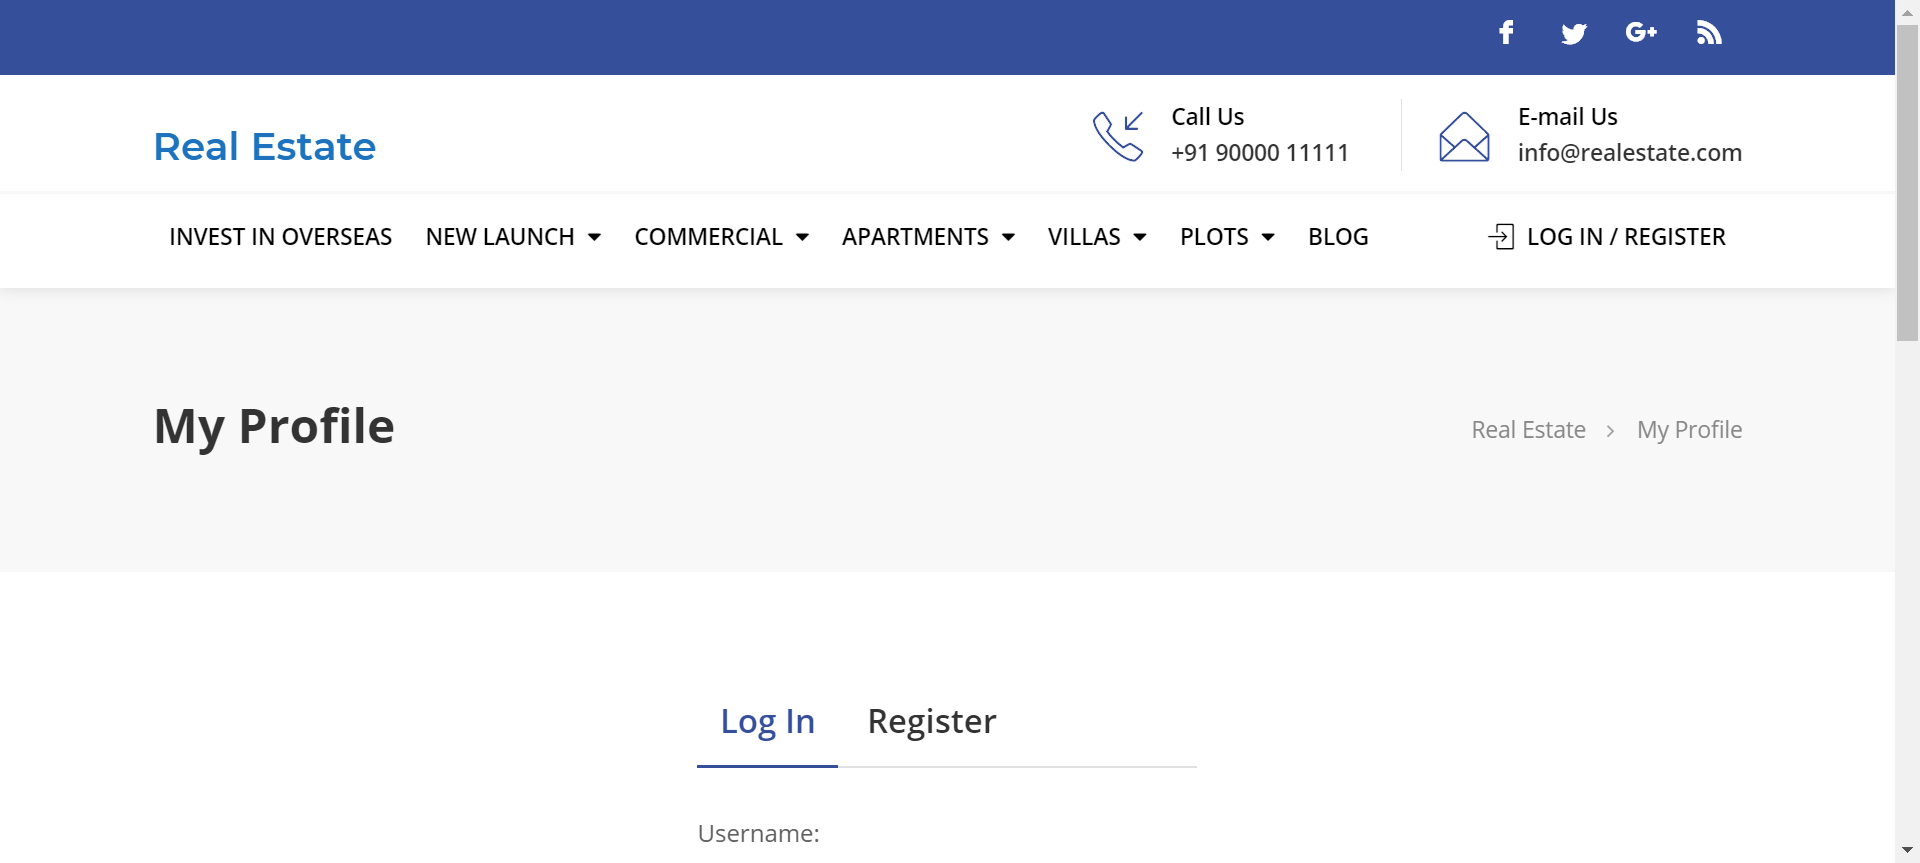 Real Estate
Call Us
+91 90000 11111
E-mail Us
info@realestate.com
INVEST IN OVERSEAS NEW LAUNCH COMMERCIAL APARTMENTS VILLAS PLOTS BLOG LOG IN / REGISTER
My Profile
Real Estate > My Profile
Log In Register
Username: